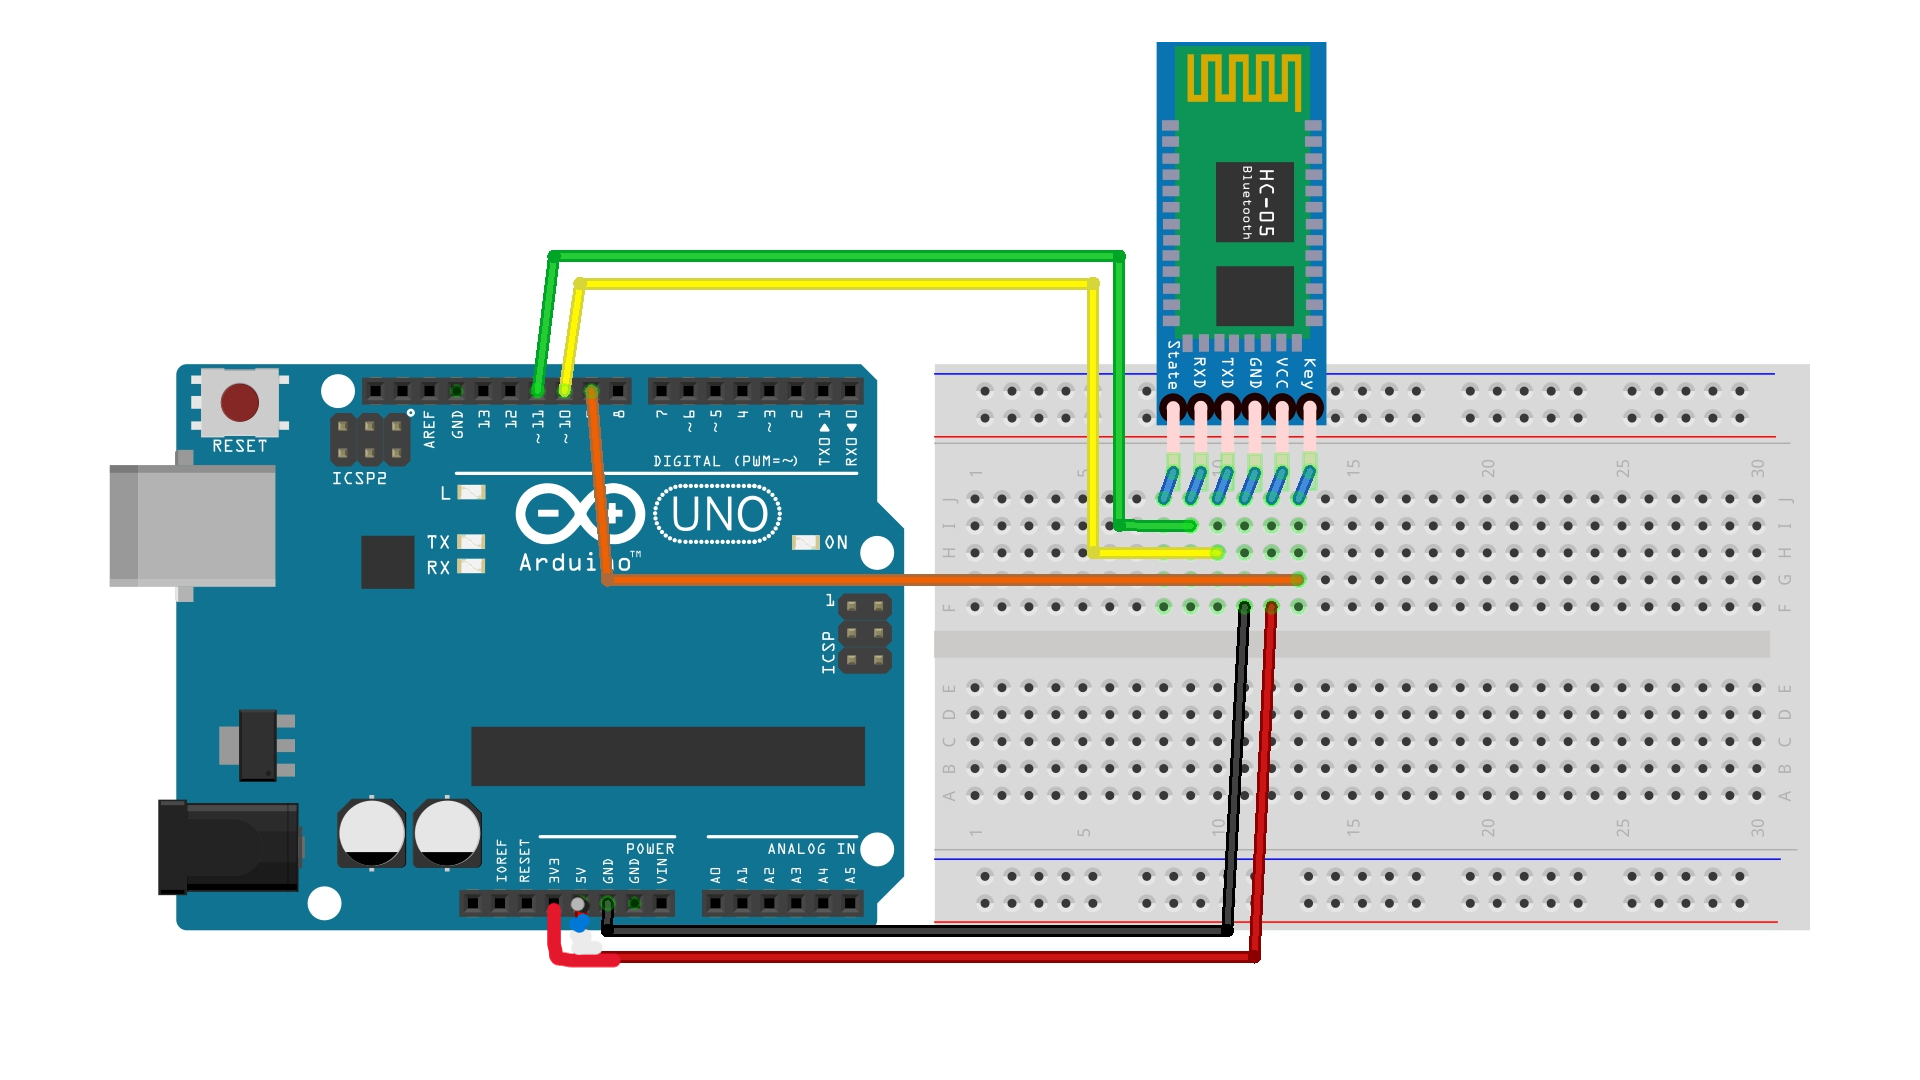 HC-05
Bluetooth
State
RXD
TXD
GND
VCC
Key
RESET
ICSP2
AREF
GND
13
12
~11
~10
8
7
~6
~5
4
~3
2
TX0 ▶ 1
RX0 ◀ 0
DIGITAL (PWM=~)
L
TX
RX
UNO
ON
Arduino™
1
ICSP
IOREF
RESET
3V3
5V
GND
GND
VIN
POWER
ANALOG IN
A0
A1
A2
A3
A4
A5
1
5
10
15
20
25
30
J J
I I
H H
G G
F F
E E
D D
C C
B B
A A
1
5
10
15
20
25
30